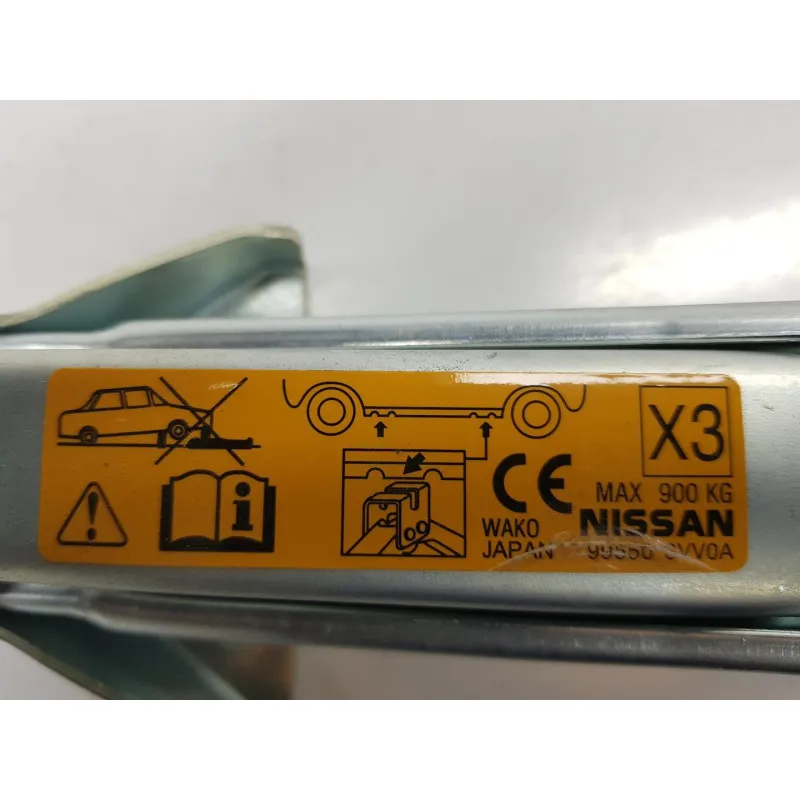 X3
CE
MAX 900 KG
WAKO NISSAN
JAPAN